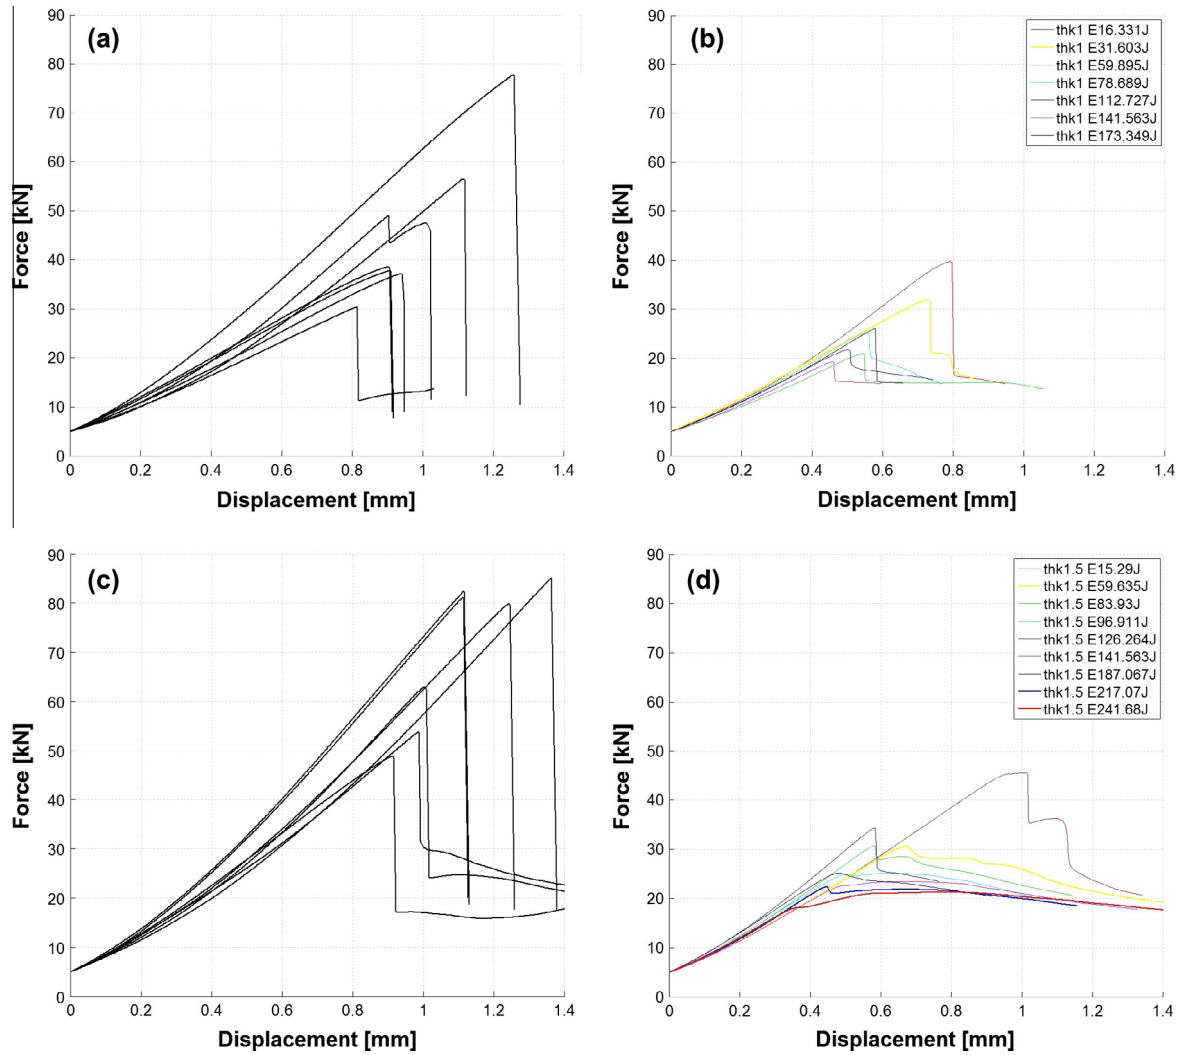 (a)
90
80
70
60
50
40
30
20
10
0
Force [kN]
0
0.2
0.4
0.6
0.8
1
1.2
1.4
Displacement [mm]
(b)
90
80
70
60
50
40
30
20
10
0
Force [kN]
thk1 E16.331J
thk1 E31.603J
thk1 E59.895J
thk1 E78.689J
thk1 E112.727J
thk1 E141.563J
thk1 E173.349J
0
0.2
0.4
0.6
0.8
1
1.2
1.4
Displacement [mm]
(c)
90
80
70
60
50
40
30
20
10
0
Force [kN]
0
0.2
0.4
0.6
0.8
1
1.2
1.4
Displacement [mm]
(d)
90
80
70
60
50
40
30
20
10
0
Force [kN]
thk1.5 E15.29J
thk1.5 E59.635J
thk1.5 E83.93J
thk1.5 E96.911J
thk1.5 E126.264J
thk1.5 E141.563J
thk1.5 E187.067J
thk1.5 E217.07J
thk1.5 E241.68J
0
0.2
0.4
0.6
0.8
1
1.2
1.4
Displacement [mm]